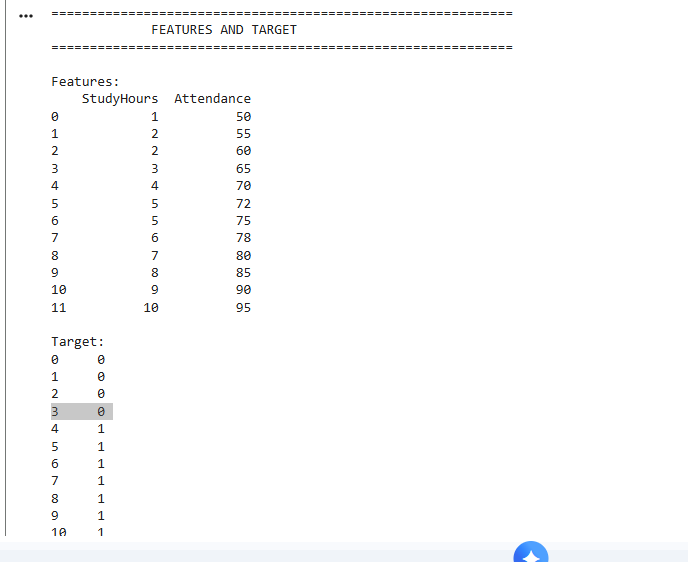 ============================================================
FEATURES AND TARGET
============================================================
Features:
StudyHours Attendance
0 1 50
1 2 55
2 2 60
3 3 65
4 4 70
5 5 72
6 5 75
7 6 78
8 7 80
9 8 85
10 9 90
11 10 95
Target:
0 0
1 0
2 0
3 0
4 1
5 1
6 1
7 1
8 1
9 1
10 1